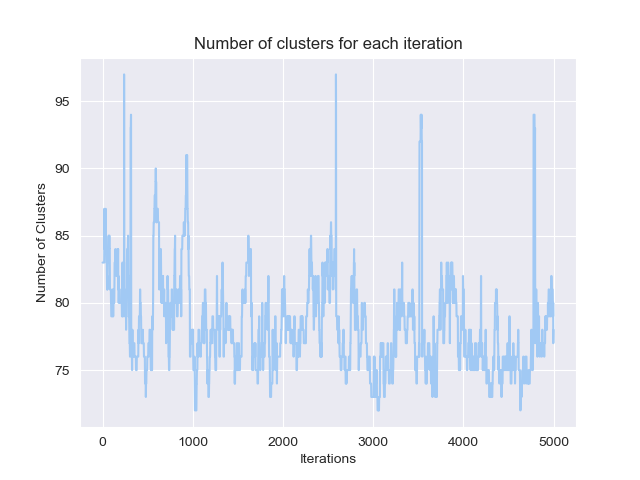 Number of clusters for each iteration
Number of Clusters
95
90
85
80
75
0 1000 2000 3000 4000 5000
Iterations